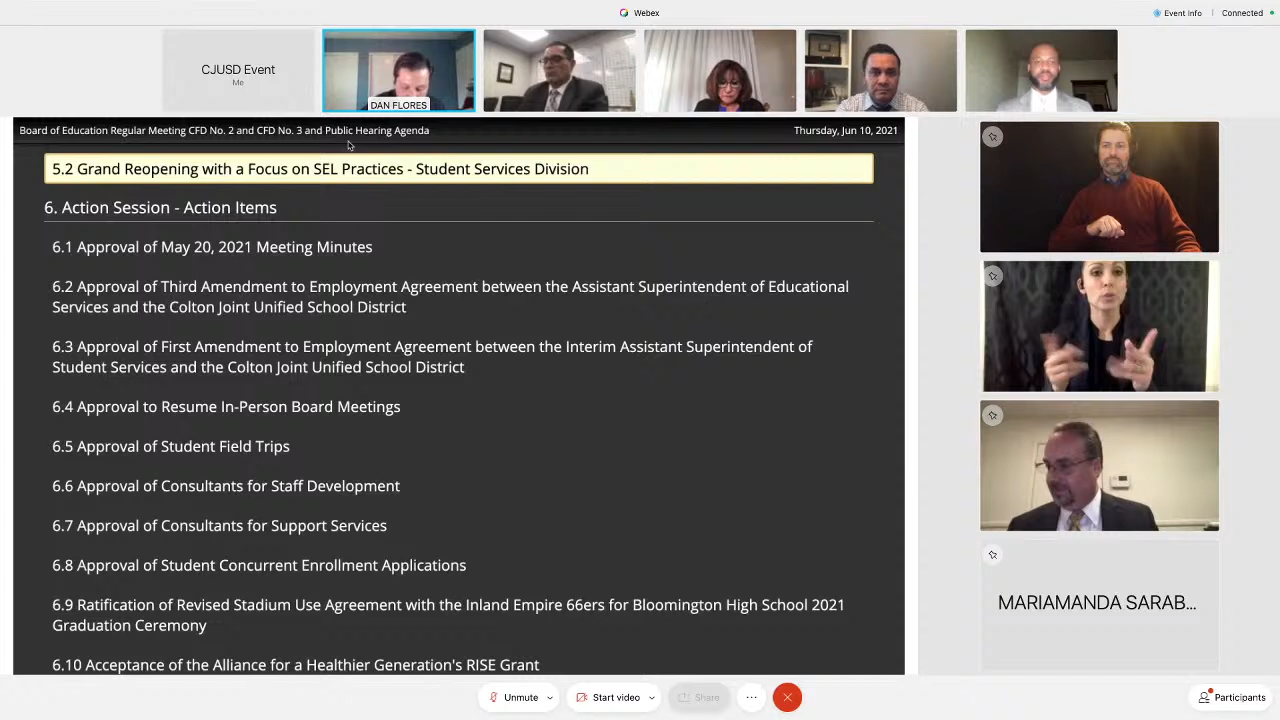 Webex
Event Info
Connected
CJUSD Event
Me
DAN FLORES
Board of Education Regular Meeting CFD No. 2 and CFD No. 3 and Public Hearing Agenda
Thursday, Jun 10, 2021
5.2 Grand Reopening with a Focus on SEL Practices - Student Services Division
6. Action Session - Action Items
6.1 Approval of May 20, 2021 Meeting Minutes
6.2 Approval of Third Amendment to Employment Agreement between the Assistant Superintendent of Educational
Services and the Colton Joint Unified School District
6.3 Approval of First Amendment to Employment Agreement between the Interim Assistant Superintendent of
Student Services and the Colton Joint Unified School District
6.4 Approval to Resume In-Person Board Meetings
6.5 Approval of Student Field Trips
6.6 Approval of Consultants for Staff Development
6.7 Approval of Consultants for Support Services
6.8 Approval of Student Concurrent Enrollment Applications
6.9 Ratification of Revised Stadium Use Agreement with the Inland Empire 66ers for Bloomington High School 2021
Graduation Ceremony
6.10 Acceptance of the Alliance for a Healthier Generation's RISE Grant
MARIAMANDA SARAB...
Unmute
Start video
Share
Participants